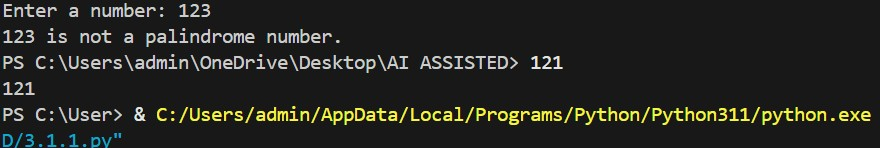 Enter a number: 123
123 is not a palindrome number.
PS C:\Users\admin\OneDrive\Desktop\AI ASSISTED> 121
121
PS C:\User> & C:/Users/admin/AppData/Local/Programs/Python/Python311/python.exe
D/3.1.1.py"